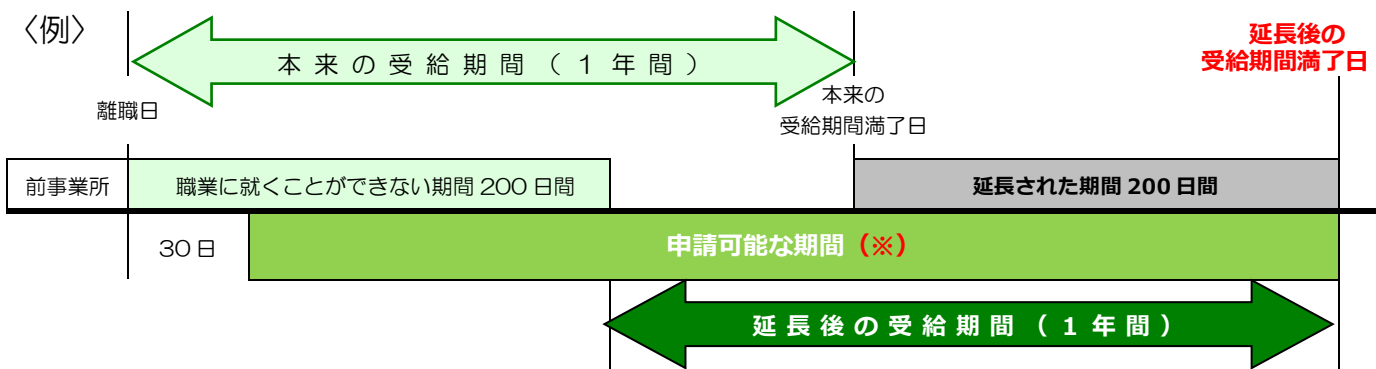 〈例〉
本来の受給期間(1年間)
延長後の
受給期間満了日
離職日
本来の
受給期間満了日
前事業所
職業に就くことができない期間 200 日間
延長された期間 200 日間
30 日
申請可能な期間(※)
延長後の受給期間(1年間)